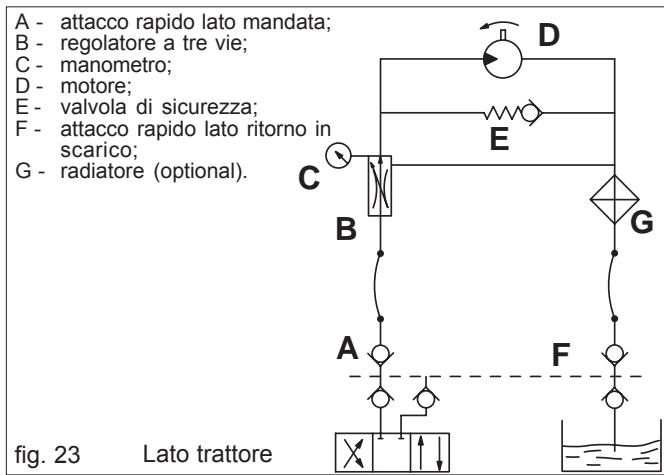 A - attacco rapido lato mandata;
B - regolatore a tre vie;
C - manometro;
D - motore;
E - valvola di sicurezza;
F - attacco rapido lato ritorno in
scarico;
G - radiatore (optional).
D
E
C
B
G
A
F
fig. 23 Lato trattore